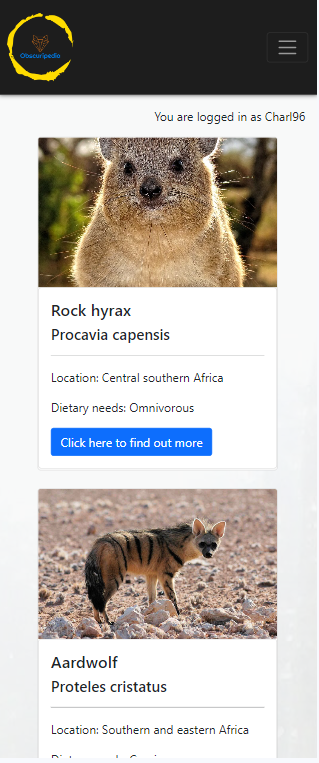 Obscuripedia
You are logged in as Charl96
Rock hyrax
Procavia capensis
Location: Central southern Africa
Dietary needs: Omnivorous
Click here to find out more
Aardwolf
Proteles cristatus
Location: Southern and eastern Africa